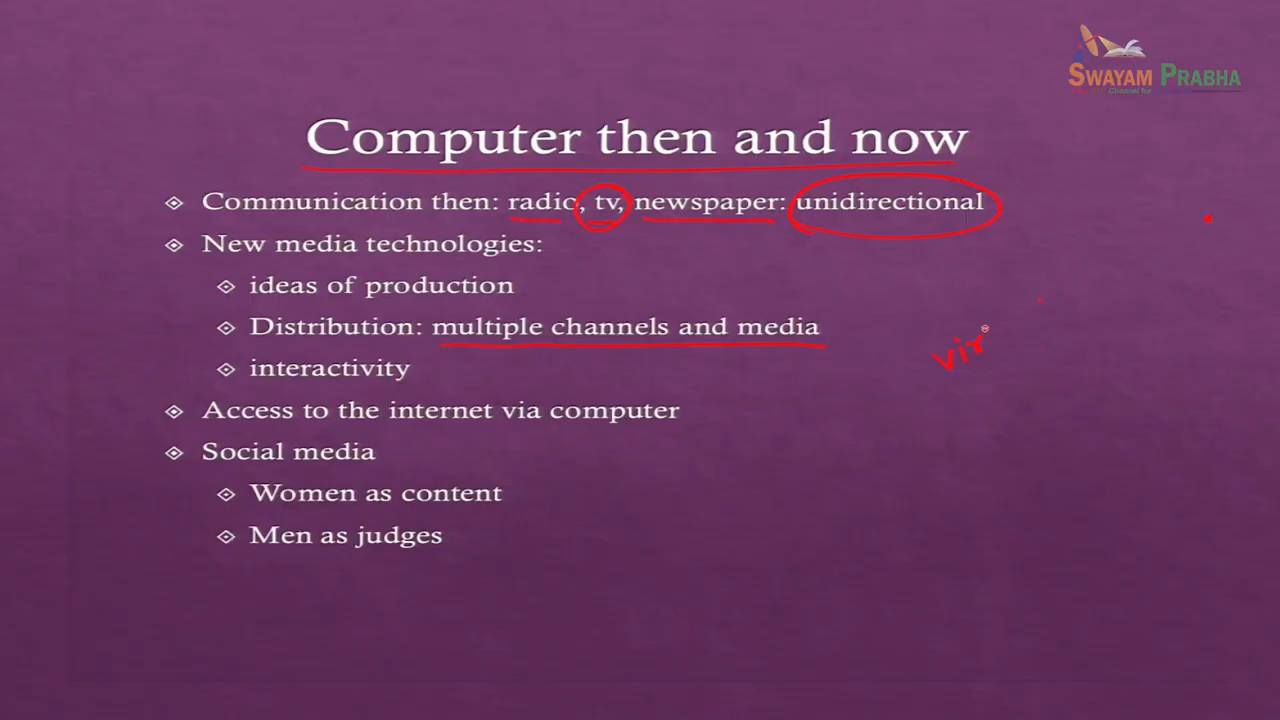 SWAYAM PRABHA
Computer then and now
Communication then: radio, tv, newspaper: unidirectional
New media technologies:
ideas of production
Distribution: multiple channels and media
interactivity
Access to the internet via computer
Social media
Women as content
Men as judges
vir